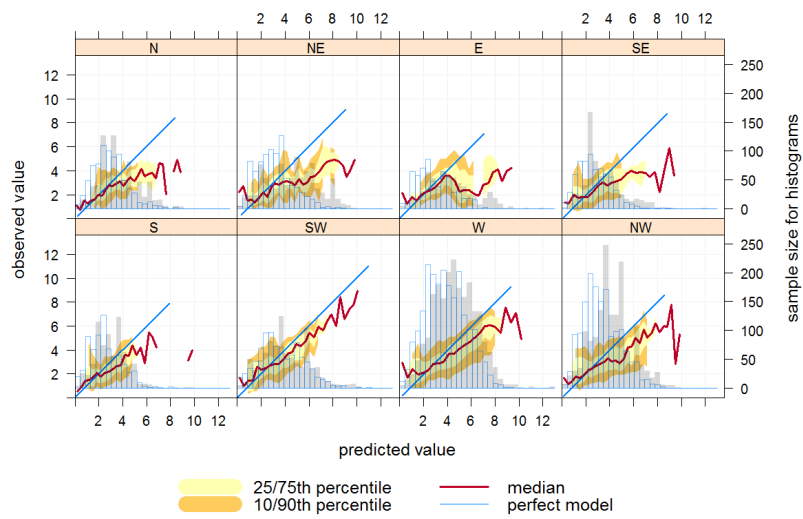 2 4 6 8 10 12 2 4 6 8 10 12
N NE E SE
12
10
8
6
4
2
250
200
150
100
50
0
S SW W NW
12
10
8
6
4
2
250
200
150
100
50
0
observed value
sample size for histograms
2 4 6 8 10 12 2 4 6 8 10 12
predicted value
25/75th percentile median
10/90th percentile perfect model